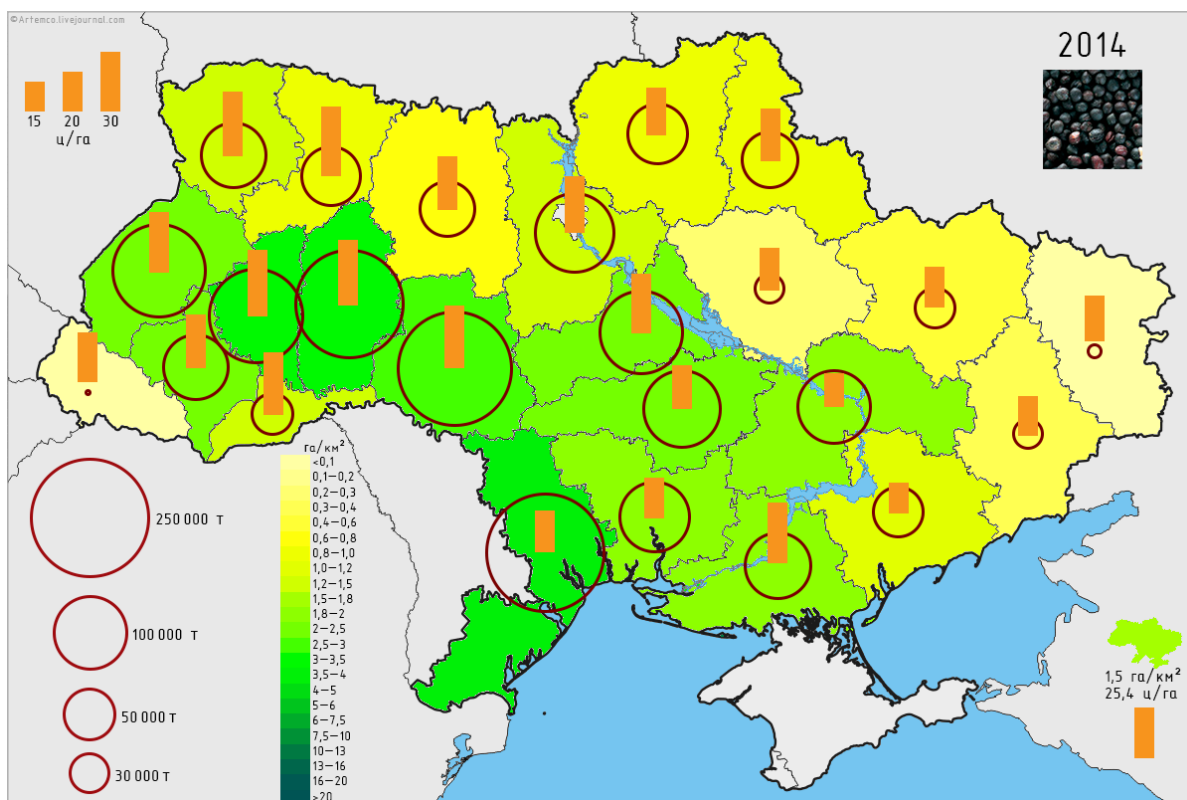 ©Artemco.livejournal.com
2014
15 20 30
ц/га
га/км²
<0,1
0,1—0,2
0,2—0,3
0,3—0,4
0,4—0,6
0,6—0,8
0,8—1,0
1,0—1,2
1,2—1,5
1,5—1,8
1,8—2
2—2,5
2,5—3
3—3,5
3,5—4
4—5
5—6
6—7,5
7,5—10
10—13
13—16
16—20
>20
250 000 т
100 000 т
50 000 т
30 000 т
1,5 га/км²
25,4 ц/га